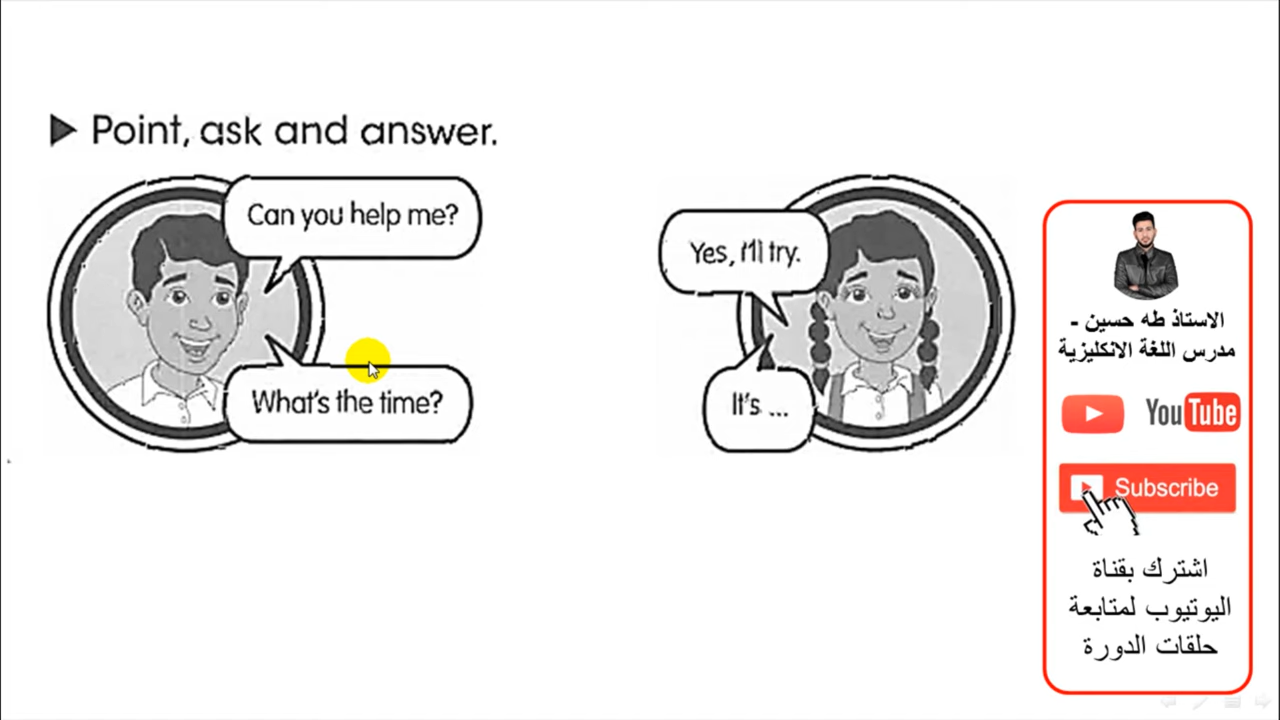 Point, ask and answer.
Can you help me?
What's the time?
Yes, I'll try.
It's ...
الاستاذ طه حسين -
مدرس اللغة الانكليزية
YouTube
Subscribe
اشترك بقناة
اليوتيوب لمتابعة
حلقات الدورة